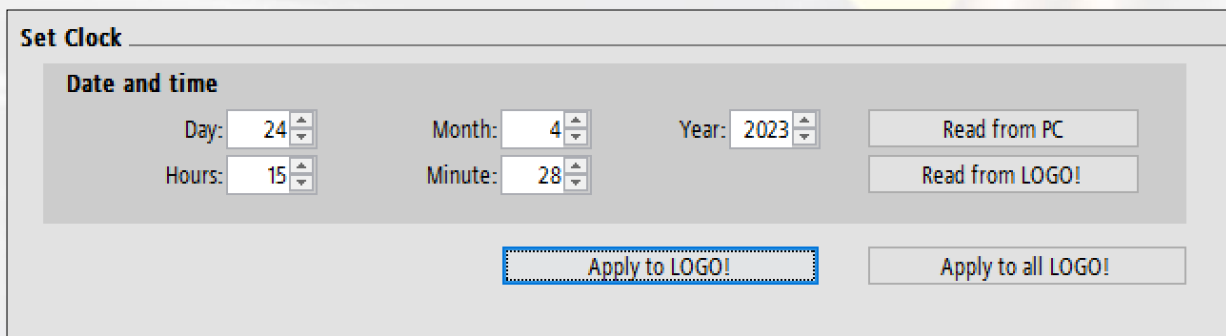 Set Clock
Date and time
Day: 24 Month: 4 Year: 2023 Read from PC
Hours: 15 Minute: 28 Read from LOGO!
Apply to LOGO! Apply to all LOGO!